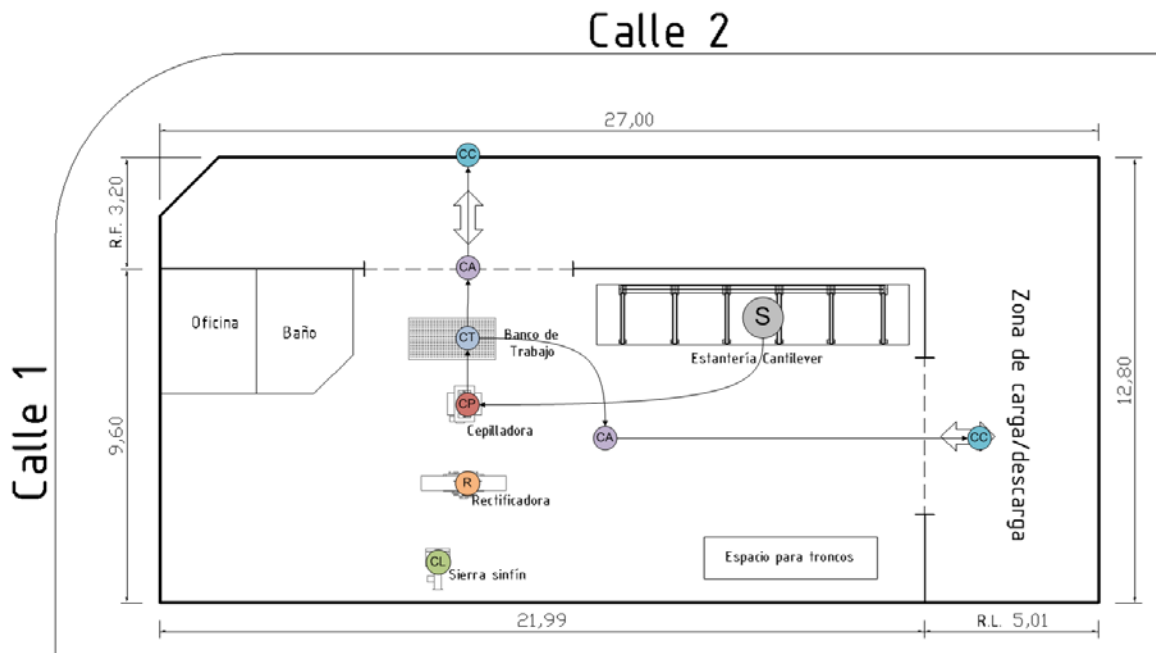 Calle 2
27,00
CC
R.F. 3,20
CA
Oficina
Baño
CT
Banco de
Trabajo
S
Estantería Cantilever
Zona de carga/descarga
12,80
Calle 1
9,60
CP
Cepilladora
CA
CC
R
Rectificadora
CL
Sierra sinfín
Espacio para troncos
21,99
R.L. 5,01